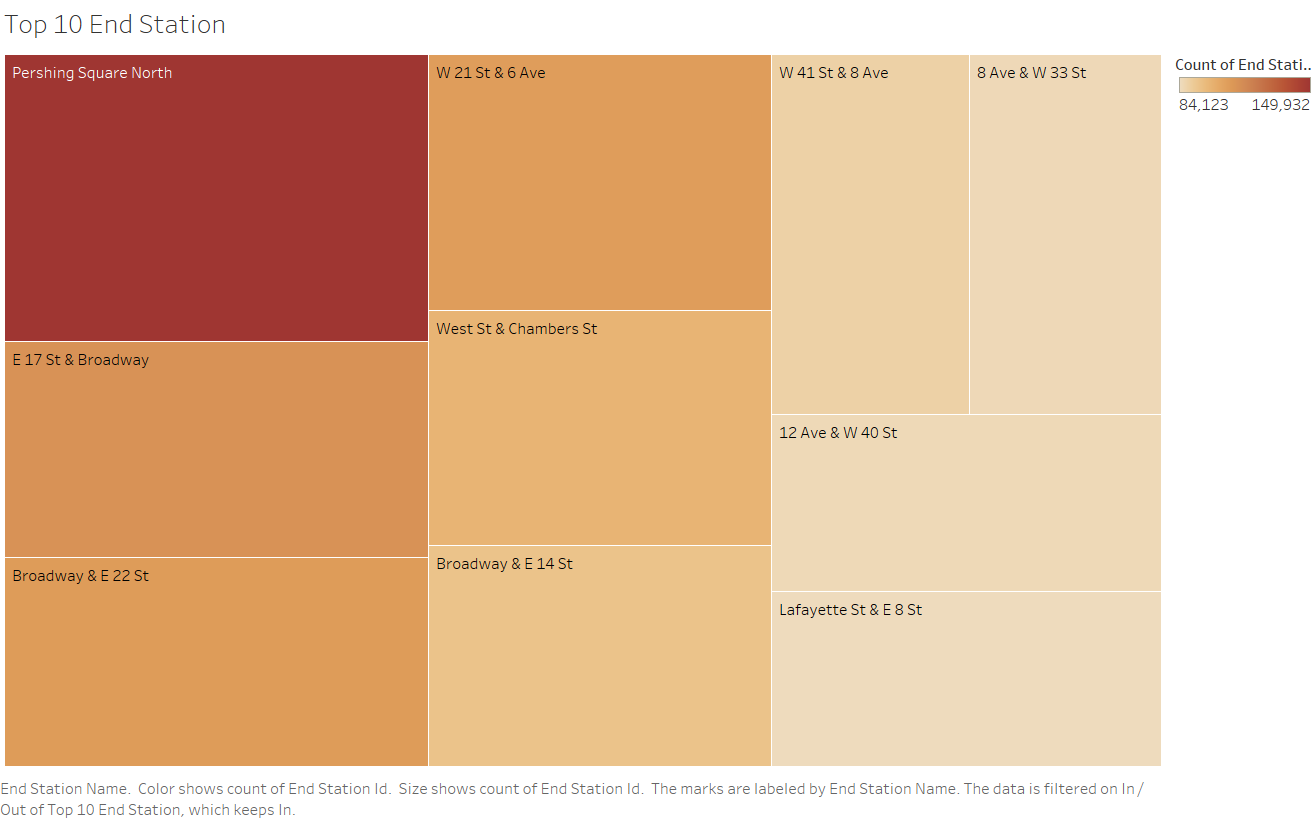 Top 10 End Station
Pershing Square North
W 21 St & 6 Ave
W 41 St & 8 Ave
8 Ave & W 33 St
Count of End Stati..
84,123 149,932
West St & Chambers St
E 17 St & Broadway
12 Ave & W 40 St
Broadway & E 14 St
Broadway & E 22 St
Lafayette St & E 8 St
End Station Name.  Color shows count of End Station Id.  Size shows count of End Station Id.  The marks are labeled by End Station Name. The data is filtered on In /
Out of Top 10 End Station, which keeps In.